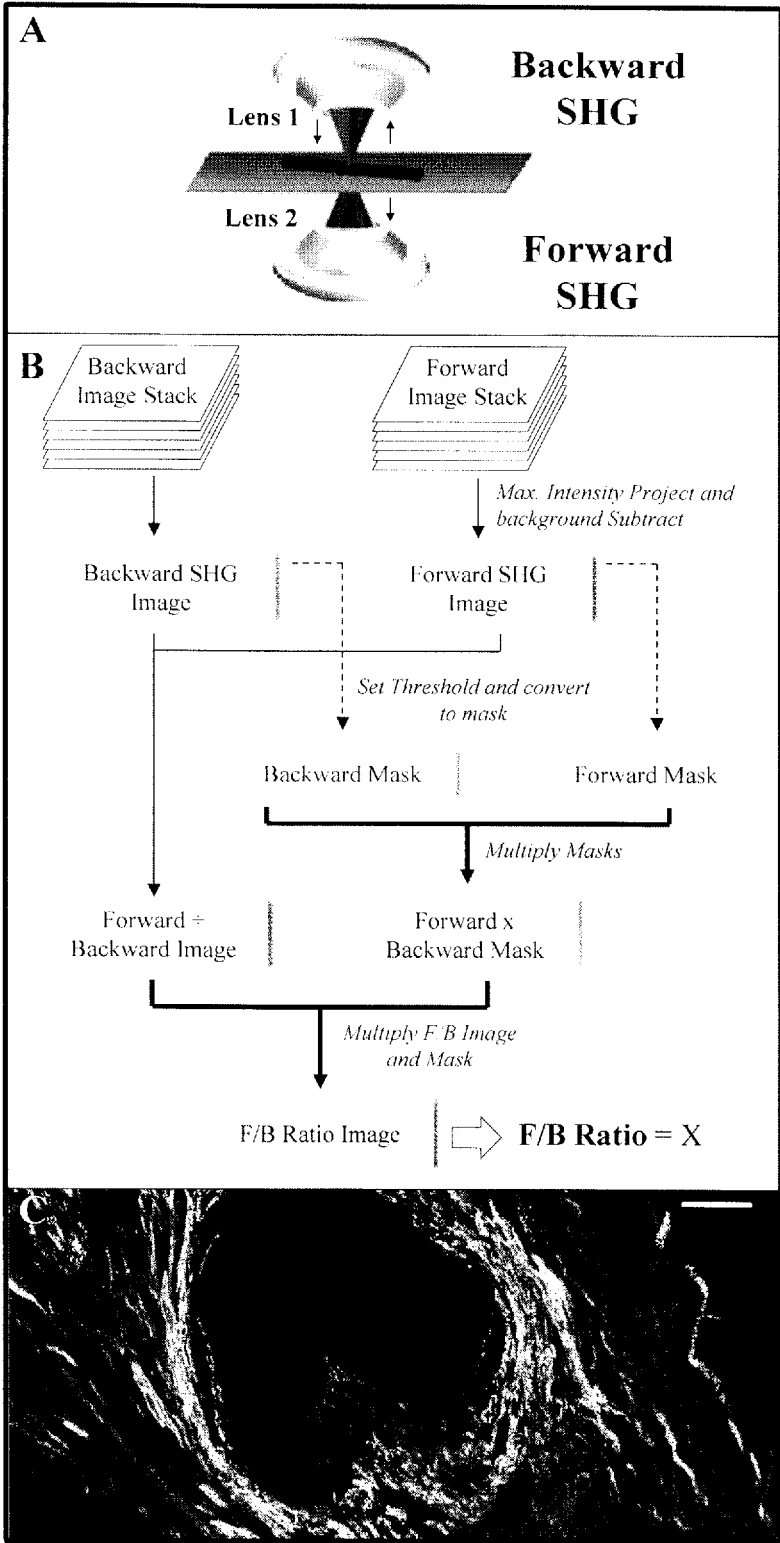 A
Backward
SHG
Lens 1
Lens 2
Forward
SHG
B
Backward
Image Stack
Forward
Image Stack
Max. Intensity Project and
background Subtract
Backward SHG
Image
Forward SHG
Image
Set Threshold and convert
to mask
Backward Mask
Forward Mask
Multiply Masks
Forward ÷
Backward Image
Forward x
Backward Mask
Multiply F/B Image
and Mask
F/B Ratio Image
F/B Ratio = X
C